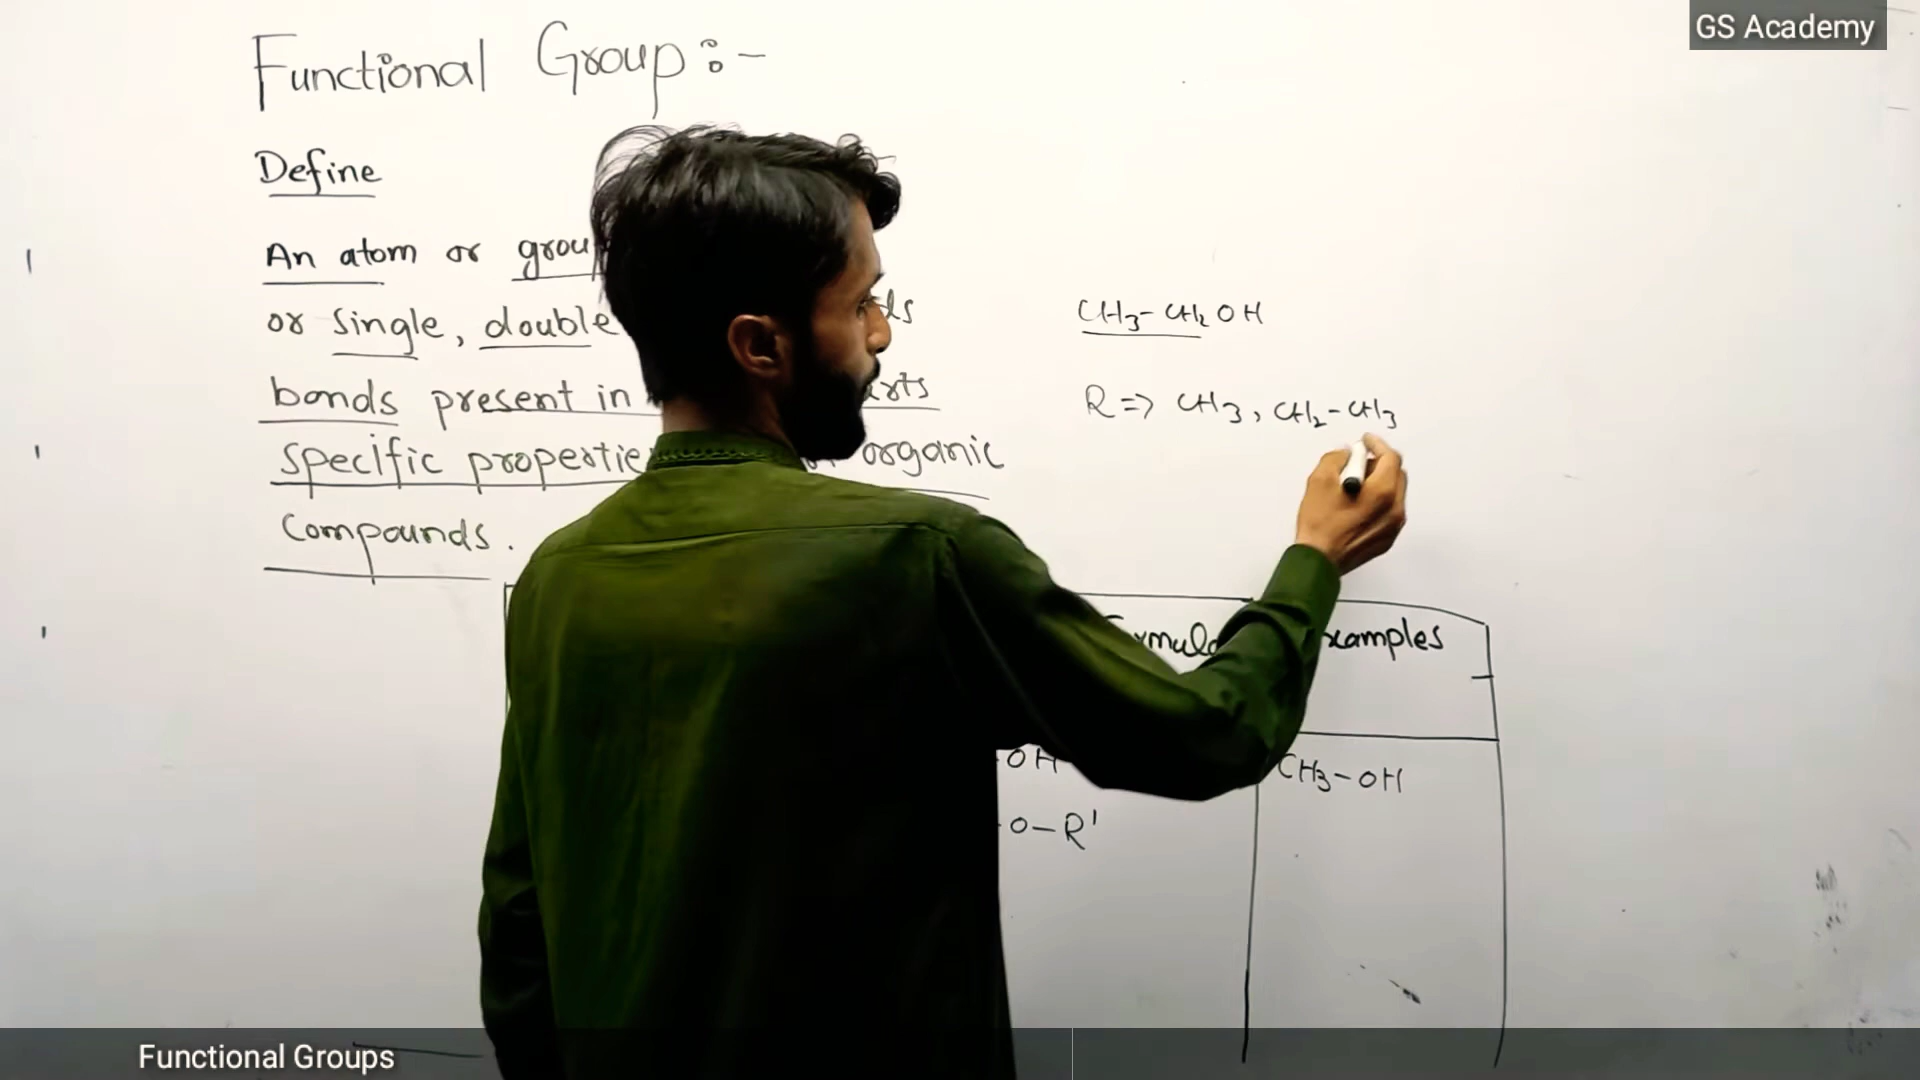 GS Academy
Functional Group :-
Define
An atom or grou
or single, double
bonds present in
specific propertie organic
Compounds.
CH3-CH2OH
R => CH3, CH2-CH3
rmula xamples
OH CH3-OH
O-R'
Functional Groups